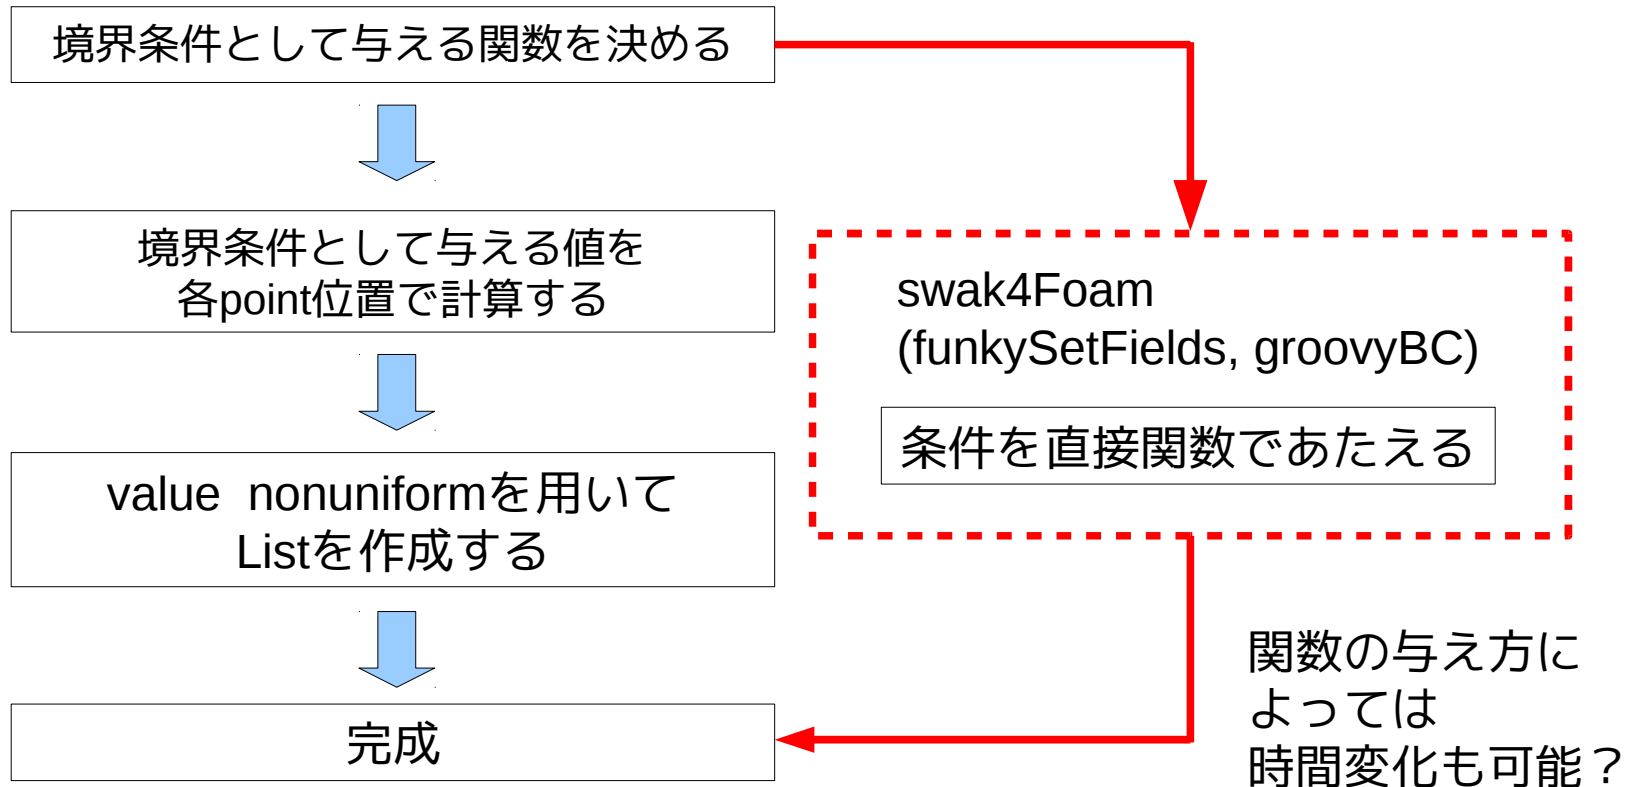 境界条件として与える関数を決める
境界条件として与える値を
各point位置で計算する
value nonuniformを用いて
Listを作成する
完成
swak4Foam
(funkySetFields, groovyBC)
条件を直接関数であたえる
関数の与え方に
よっては
時間変化も可能？